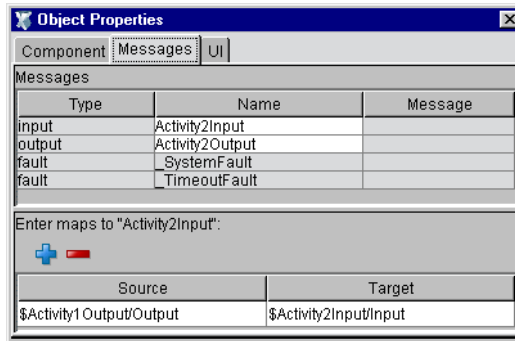 Object Properties
Component Messages UI
Messages
Type Name Message
input Activity2Input
output Activity2Output
fault _SystemFault
fault _TimeoutFault
Enter maps to "Activity2Input":
Source Target
$Activity1Output/Output $Activity2Input/Input